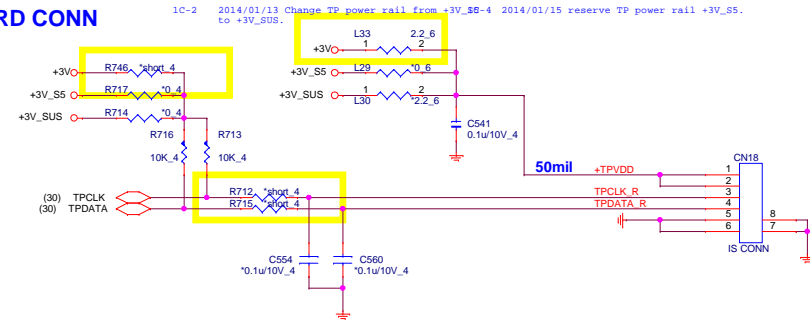 RD CONN
1C-2 2014/01/13 Change TP power rail from +3V_S5
to +3V_SUS.
-4 2014/01/15 reserve TP power rail +3V_S5.
+3V R746 *short_4
+3V_S5 R717 *0_4
+3V_SUS R714 *0_4
R716 R713
10K_4 10K_4
L33 2.2_6
+3V 1 2
+3V_S5 L29 *0_6
+3V_SUS 1 2
L30 *2.2_6
C541
0.1u/10V_4
50mil +TPVDD
CN18
1
2
3
4
5
6
8
7
IS CONN
(30) TPCLK R712 *short_4 TPCLK_R
(30) TPDATA R715 *short_4 TPDATA_R
C554 C560
*0.1u/10V_4 *0.1u/10V_4